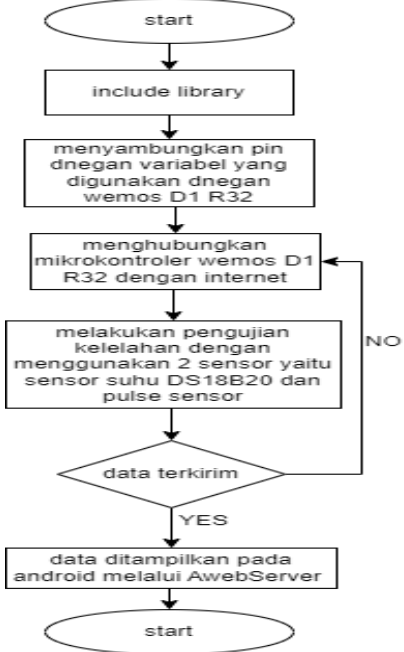 start
include library
menyambungkan pin
dnegan variabel yang
digunakan dnegan
wemos D1 R32
menghubungkan
mikrokontroler wemos D1
R32 dengan internet
melakukan pengujian
kelelahan dengan
menggunakan 2 sensor yaitu
sensor suhu DS18B20 dan
pulse sensor
NO
data terkirim
YES
data ditampilkan pada
android melalui AwebServer
start